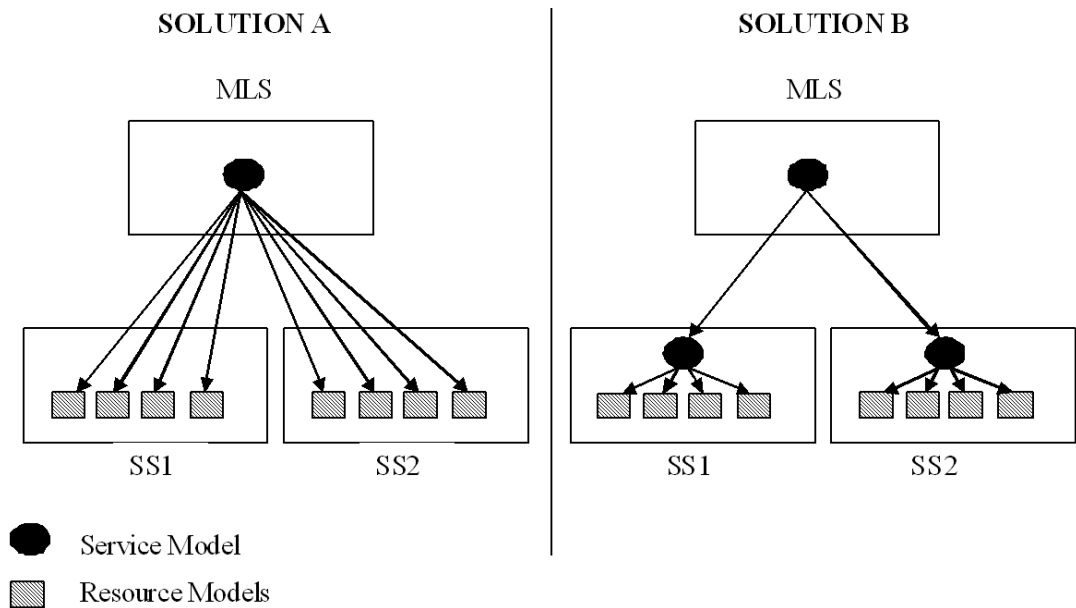 SOLUTION A
MLS
SS1
SS2
SOLUTION B
MLS
SS1
SS2
Service Model
Resource Models